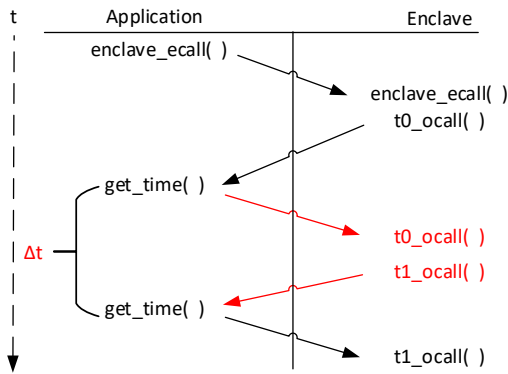 t Application Enclave
enclave_ecall( )
enclave_ecall( )
t0_ocall( )
get_time( )
t0_ocall( )
Δt
t1_ocall( )
get_time( )
t1_ocall( )